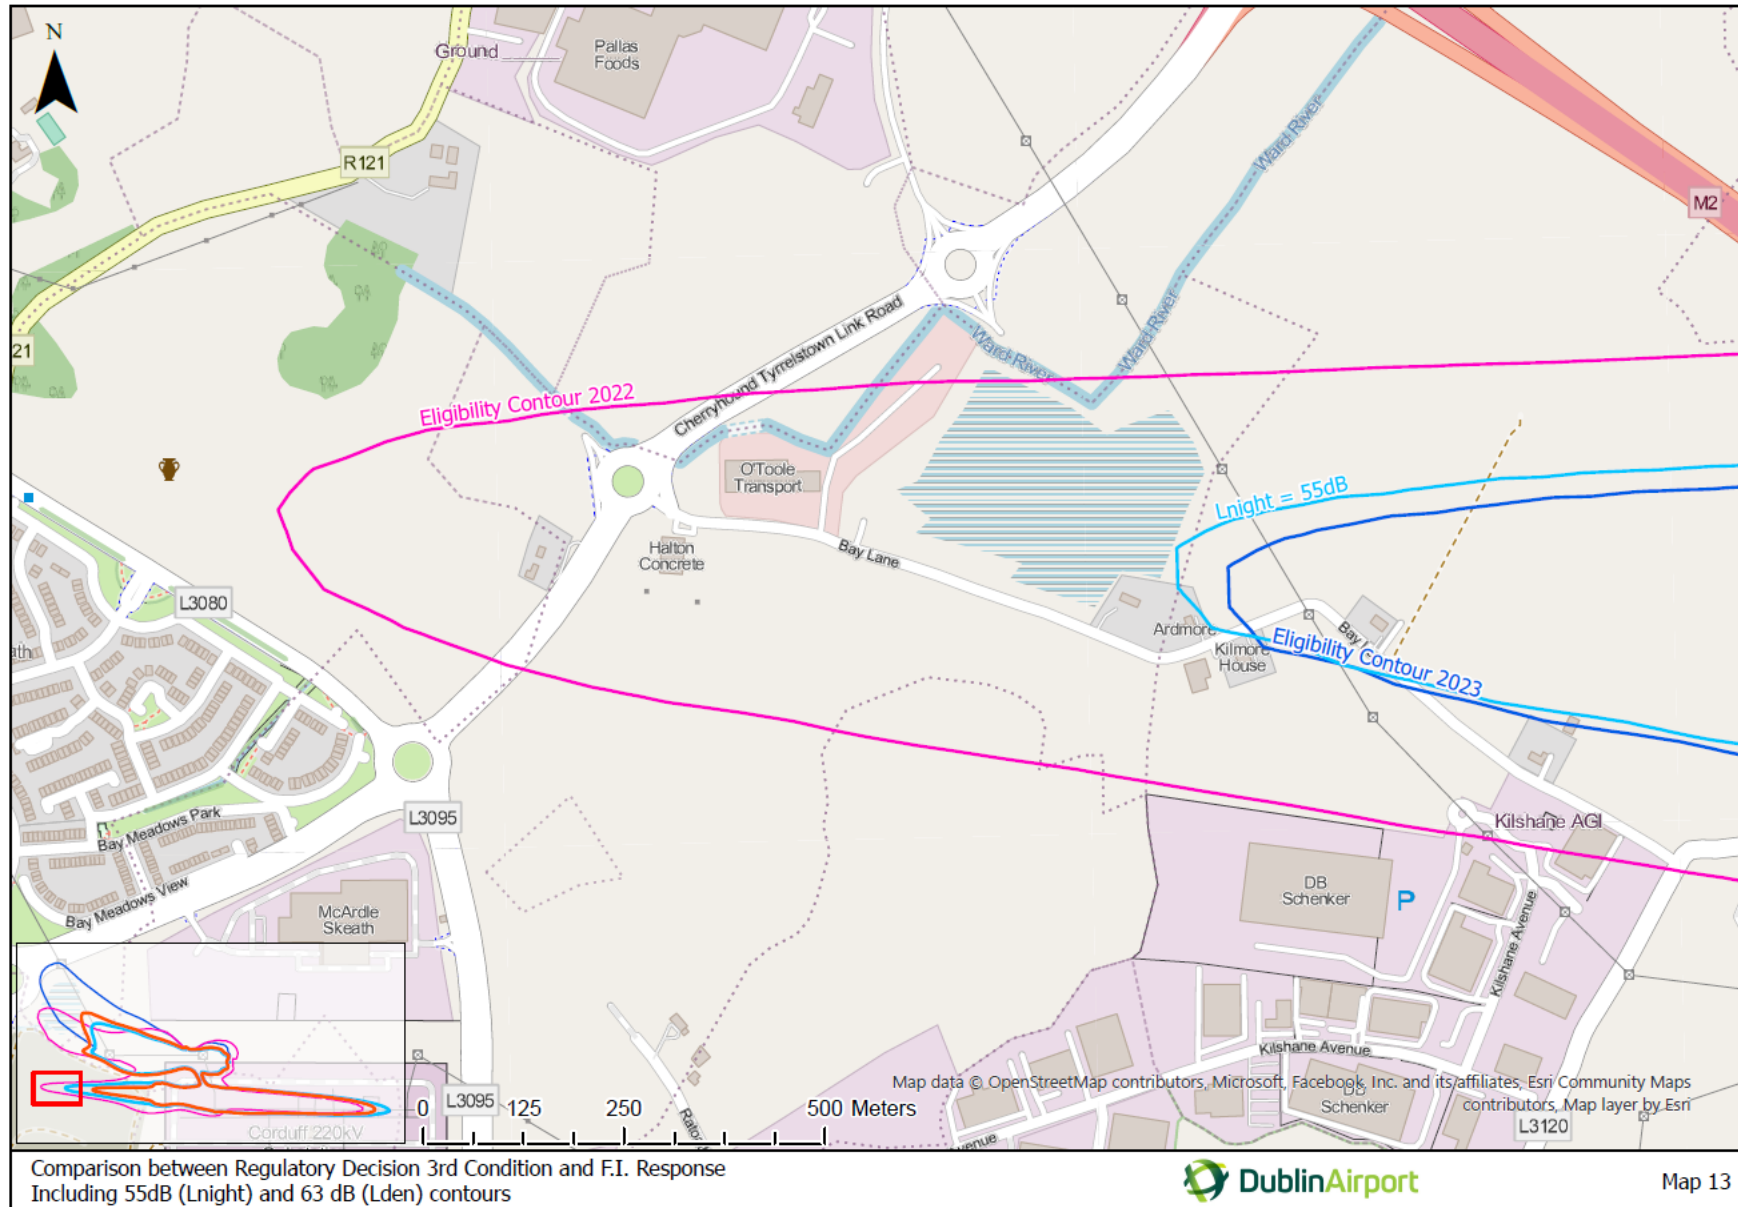 N
Ground
Pallas
Foods
R121
Ward River
M2
21
Cherryhound Tyrrelstown Link Road
Ward River
Ward River
Eligibility Contour 2022
O'Toole
Transport
Lnight = 55dB
Halton
Concrete
Bay Lane
L3080
Ardmore
Kilmore
House
Eligibility Contour 2023
ath
L3095
Bay Meadows Park
Bay Meadows View
Kilshane AGI
DB
Schenker
P
McArdle
Skeath
Kilshane Avenue
Kilshane Avenue
Map data © OpenStreetMap contributors, Microsoft, Facebook, Inc. and its affiliates, Esri Community Maps
contributors, Map layer by Esri
DB
Schenker
L3120
venue
L3095
0 125 250 500 Meters
Corduff 220kV
Comparison between Regulatory Decision 3rd Condition and F.I. Response
Including 55dB (Lnight) and 63 dB (Lden) contours
DublinAirport
Map 13